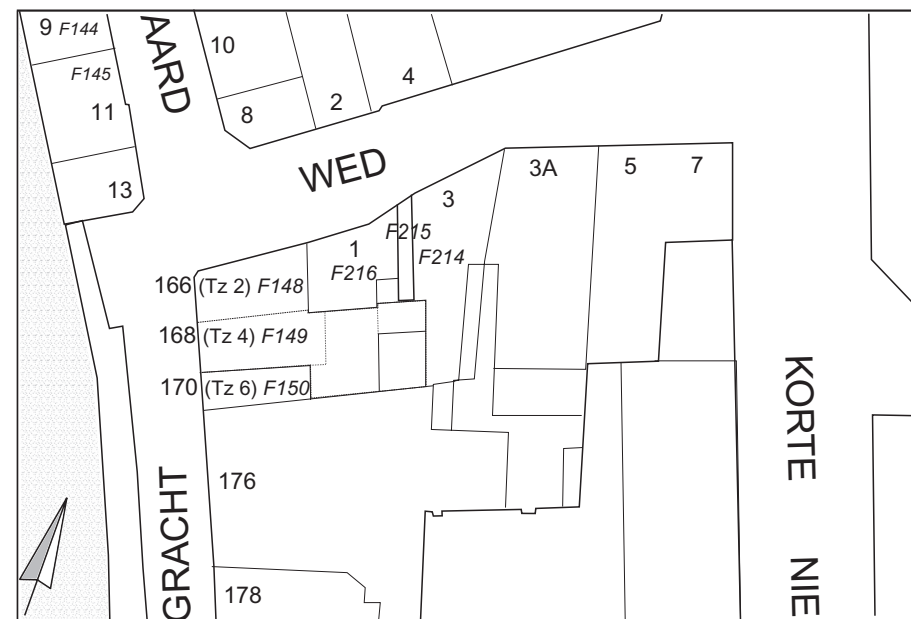 9 F144
AARD
F145
11
13
10
8
2
4
WED
3
3A
5
7
1
F216
F215
F214
166 (Tz 2) F148
168 (Tz 4) F149
170 (Tz 6) F150
176
178
GRACHT
KORTE NIE